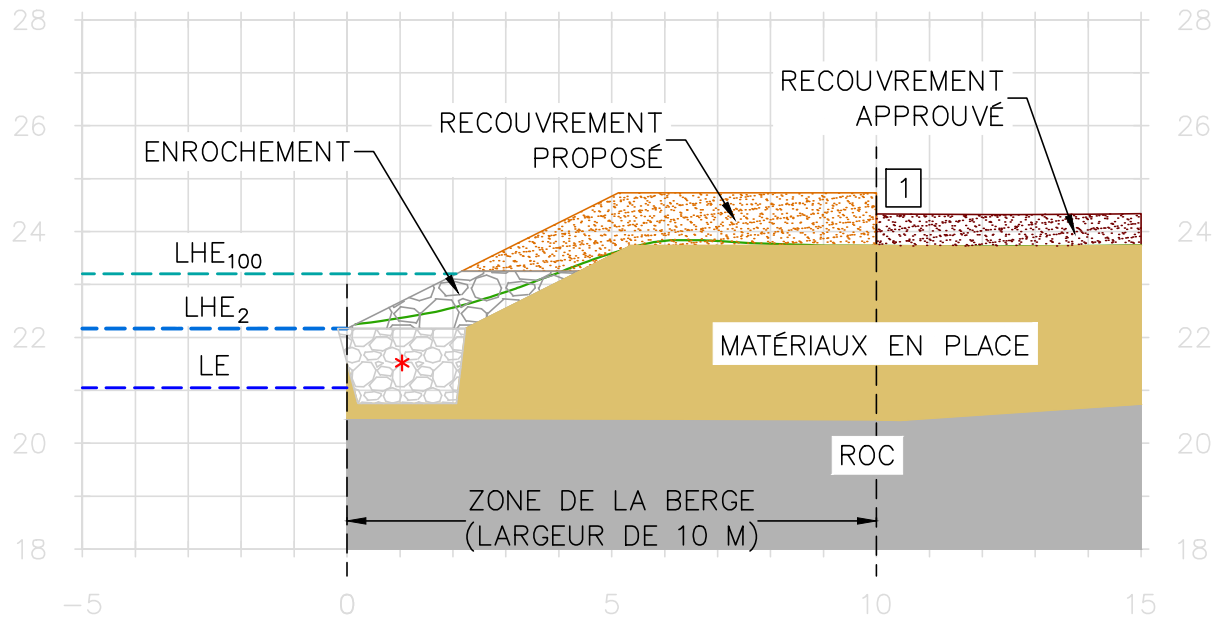 28
28
RECOUVREMENT
APPROUVÉ
26
RECOUVREMENT
PROPOSÉ
26
ENROCHEMENT
1
24
24
LHE100
LHE2
22
MATÉRIAUX EN PLACE
22
LE
*
20
ROC
20
ZONE DE LA BERGE
(LARGEUR DE 10 M)
18
18
-5
0
5
10
15